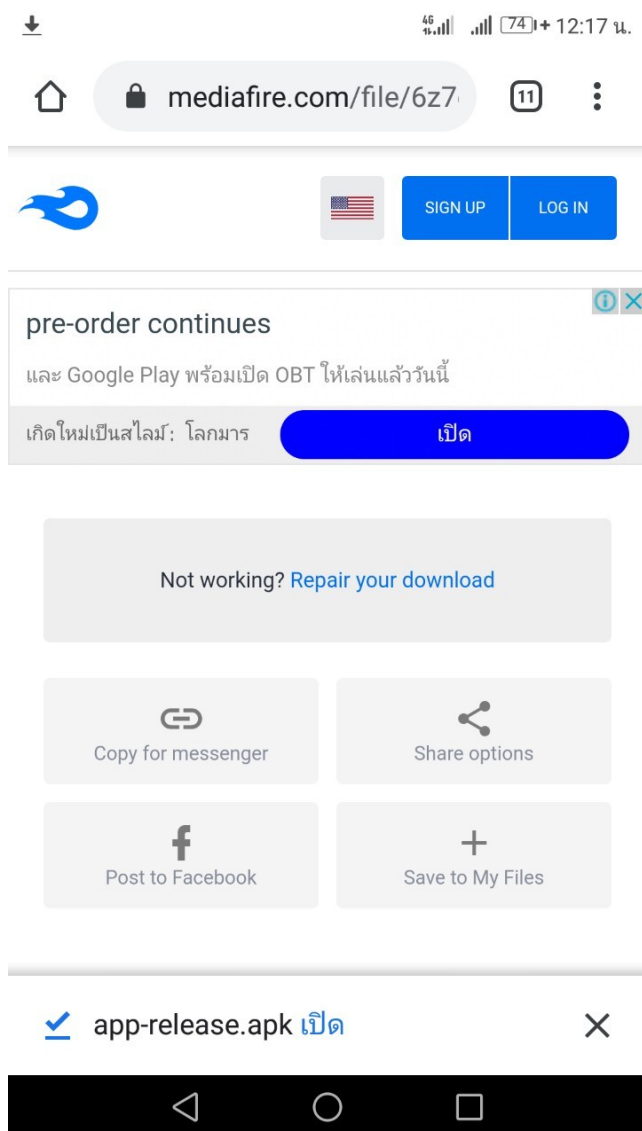 4G 74 12:17 น.
mediafire.com/file/6z7
11
SIGN UP LOG IN
pre-order continues
และ Google Play พร้อมเปิด OBT ให้เล่นแล้ววันนี้
เกิดใหม่เป็นสไลม์: โลกมาร เปิด
Not working? Repair your download
Copy for messenger Share options
Post to Facebook Save to My Files
app-release.apk เปิด